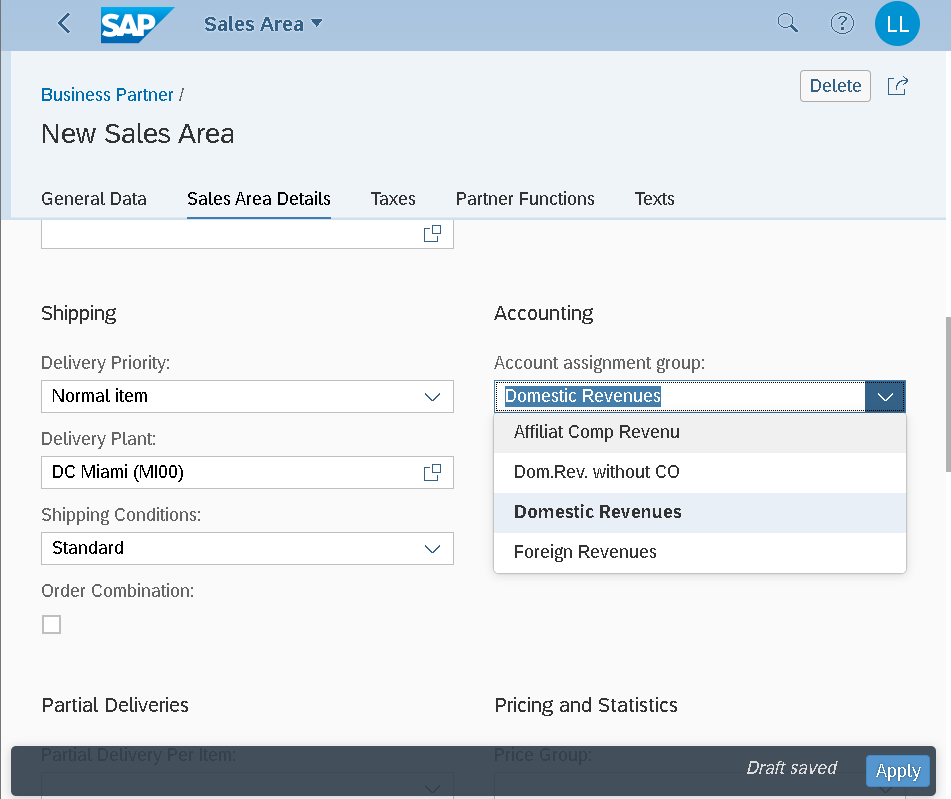 SAP Sales Area LL
Business Partner /
Delete
New Sales Area
General Data Sales Area Details Taxes Partner Functions Texts
Shipping
Delivery Priority:
Normal item
Delivery Plant:
DC Miami (MI00)
Shipping Conditions:
Standard
Order Combination:
Accounting
Account assignment group:
Domestic Revenues
Affiliat Comp Revenu
Dom.Rev. without CO
Domestic Revenues
Foreign Revenues
Partial Deliveries
Partial Delivery Per Item:
Pricing and Statistics
Price Group:
Draft saved Apply